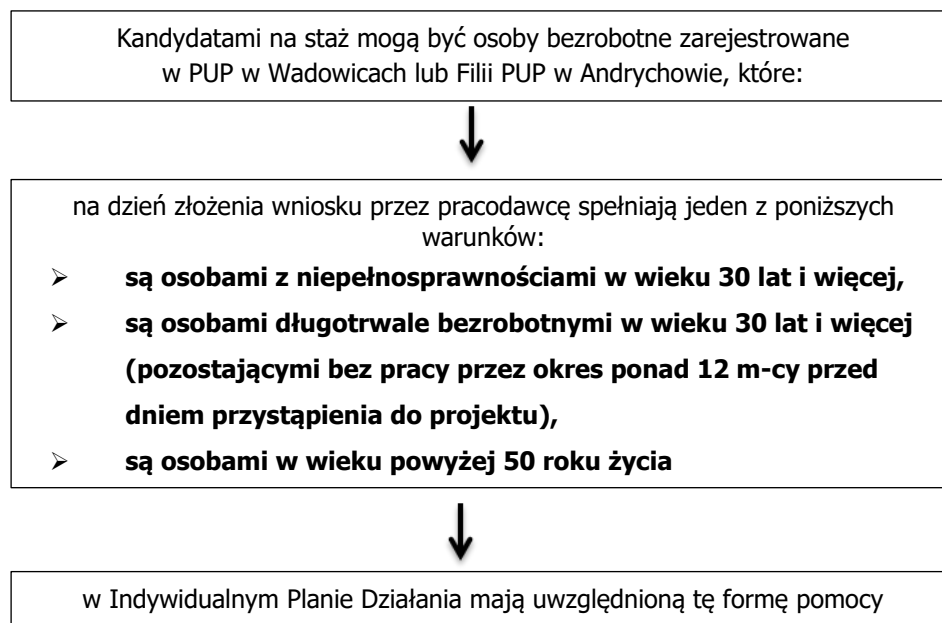 Kandydatami na staż mogą być osoby bezrobotne zarejestrowane
w PUP w Wadowicach lub Filii PUP w Andrychowie, które:
na dzień złożenia wniosku przez pracodawcę spełniają jeden z poniższych
warunków:
➢ są osobami z niepełnosprawnościami w wieku 30 lat i więcej,
➢ są osobami długotrwale bezrobotnymi w wieku 30 lat i więcej
(pozostającymi bez pracy przez okres ponad 12 m-cy przed
dniem przystąpienia do projektu),
➢ są osobami w wieku powyżej 50 roku życia
w Indywidualnym Planie Działania mają uwzględnioną tę formę pomocy